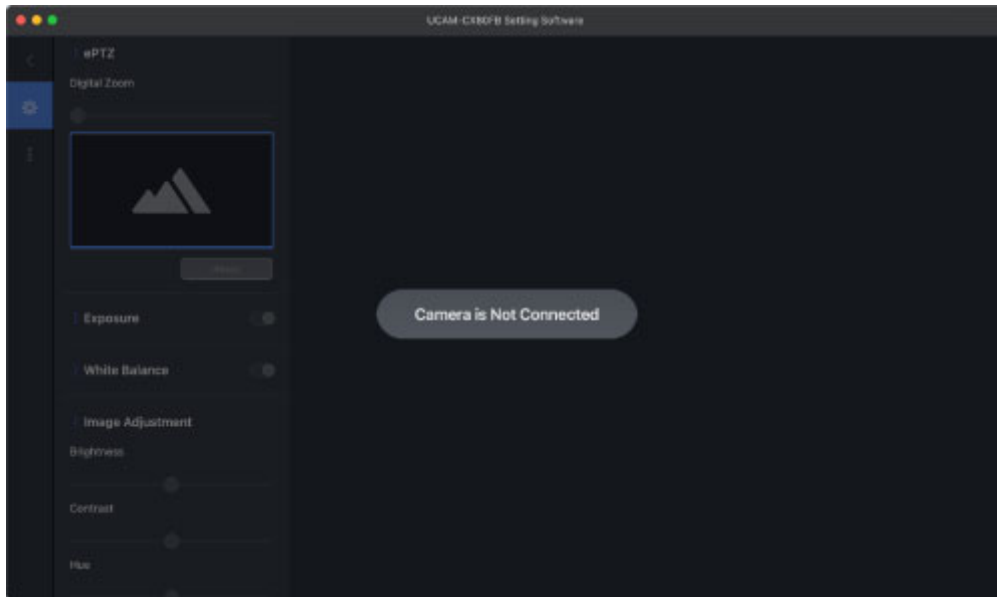 UCAM-CX80FB Setting Software
ePTZ
Digital Zoom
Exposure
White Balance
Camera is Not Connected
Image Adjustment
Brightness
Contrast
Hue